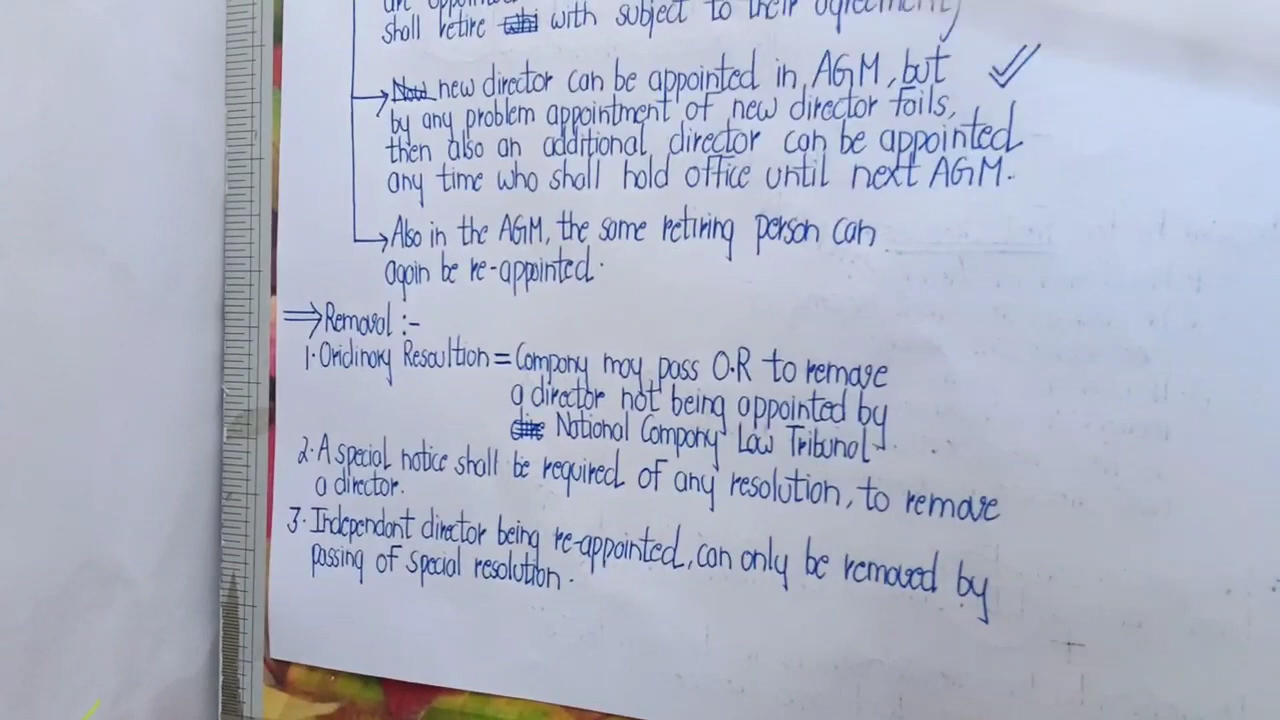 shall retire with subject to their agreement)
→ new director can be appointed in AGM, but
by any problem appointment of new director fails,
then also an additional director can be appointed
any time who shall hold office until next AGM.
→ Also in the AGM, the same retiring person can
again be re-appointed.
⇒ Removal :-
1. Oridinory Resoultion = Company may pass O.R to remove
a director not being appointed by
National Company Law Tribunal.
2. A special notice shall be required of any resolution, to remove
a director.
3. Independant director being re-appointed, can only be removed by
passing of special resolution.